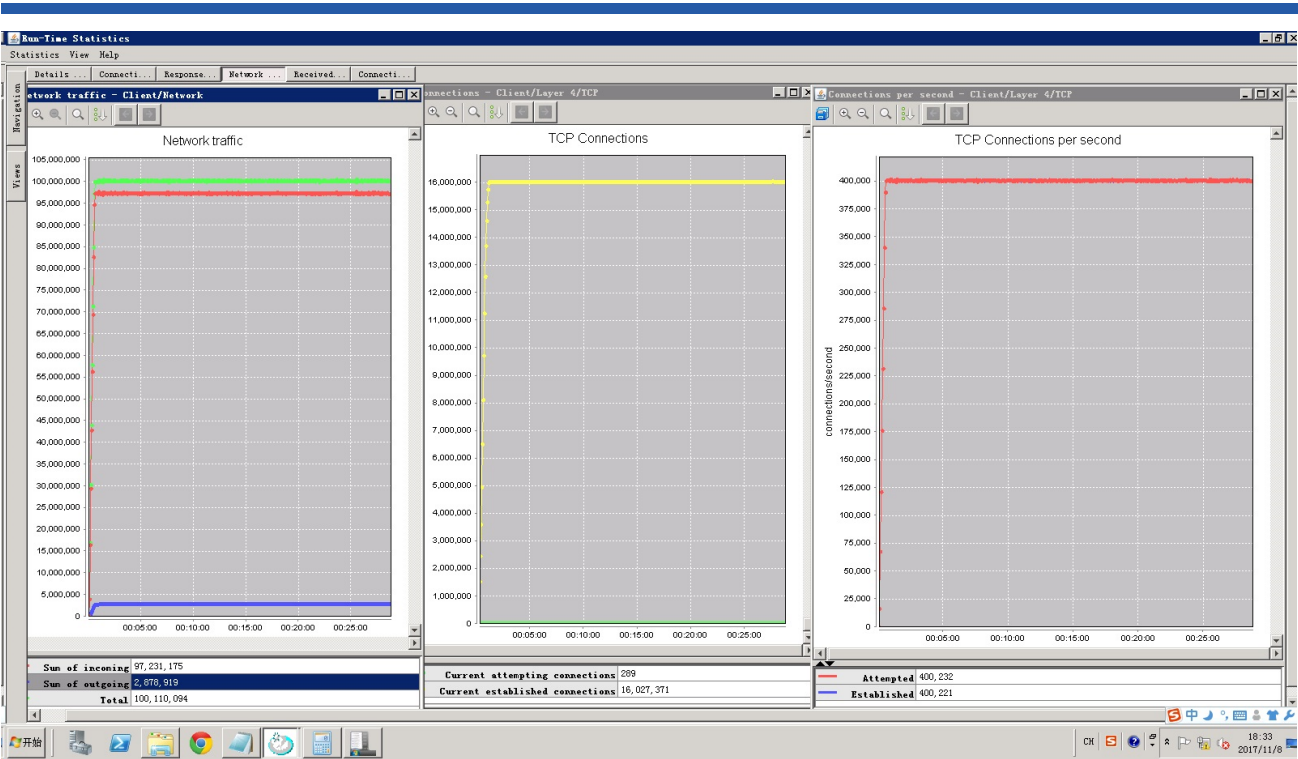 Run-Time Statistics
Statistics View Help
Details ... Connecti... Response... Network ... Received... Connecti...
Navigation
Views
etwork traffic - Client/Network
Network traffic
105,000,000
100,000,000
95,000,000
90,000,000
85,000,000
80,000,000
75,000,000
70,000,000
65,000,000
60,000,000
55,000,000
50,000,000
45,000,000
40,000,000
35,000,000
30,000,000
25,000,000
20,000,000
15,000,000
10,000,000
5,000,000
0
00:05:00 00:10:00 00:15:00 00:20:00 00:25:00
Sum of incoming 97,231,175
Sum of outgoing 2,878,919
Total 100,110,094
onnections - Client/Layer 4/TCP
TCP Connections
16,000,000
15,000,000
14,000,000
13,000,000
12,000,000
11,000,000
10,000,000
9,000,000
8,000,000
7,000,000
6,000,000
5,000,000
4,000,000
3,000,000
2,000,000
1,000,000
0
00:05:00 00:10:00 00:15:00 00:20:00 00:25:00
Current attempting connections 289
Current established connections 16,027,371
Connections per second - Client/Layer 4/TCP
TCP Connections per second
connections/second
400,000
375,000
350,000
325,000
300,000
275,000
250,000
225,000
200,000
175,000
150,000
125,000
100,000
75,000
50,000
25,000
0
00:05:00 00:10:00 00:15:00 00:20:00 00:25:00
Attempted 400,232
Established 400,221
S 中
开始
CH S
18:33
2017/11/8